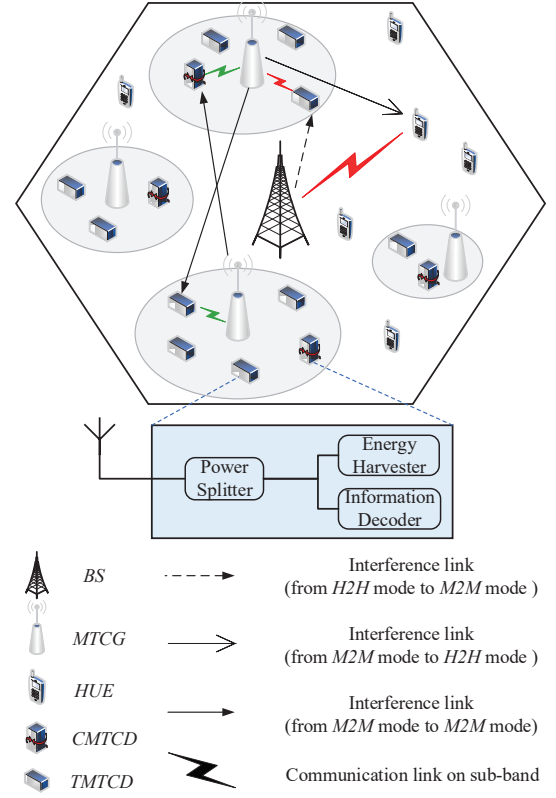 Power
Splitter
Energy
Harvester
Information
Decoder
BS
Interference link
(from H2H mode to M2M mode )
MTCG
Interference link
(from M2M mode to H2H mode )
HUE
Interference link
(from M2M mode to M2M mode)
CMTCD
TMTCD
Communication link on sub-band